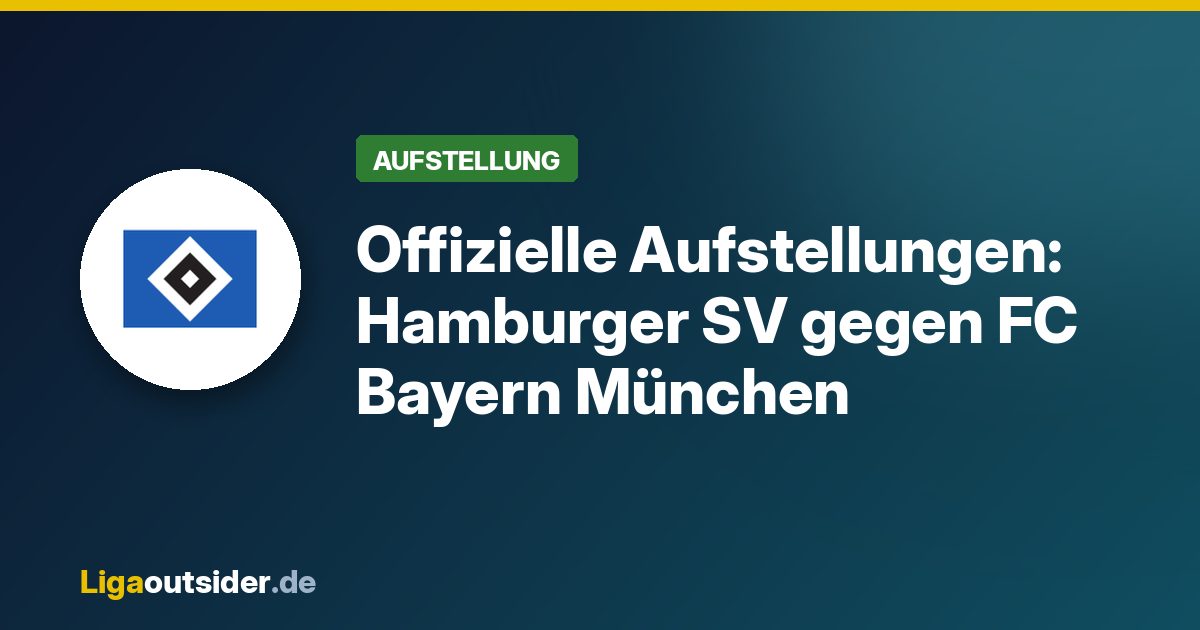 AUFSTELLUNG
Offizielle Aufstellungen:
Hamburger SV gegen FC
Bayern München
Ligaoutsider.de